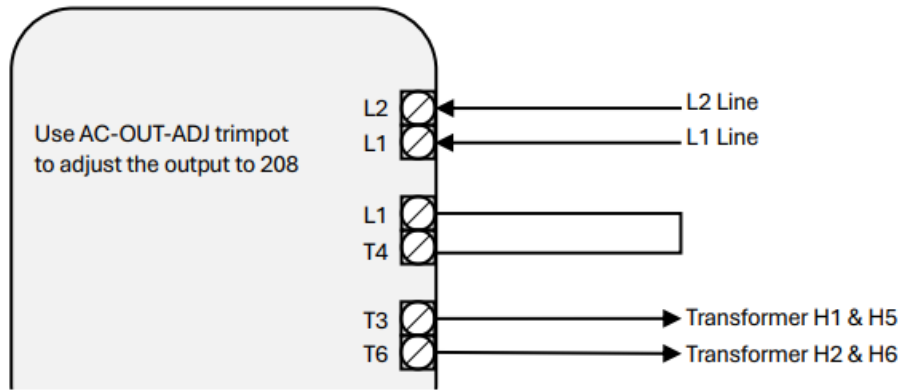 L2
L2 Line
Use AC-OUT-ADJ trimpot
L1
L1 Line
to adjust the output to 208
L1
T4
T3
Transformer H1 & H5
T6
Transformer H2 & H6